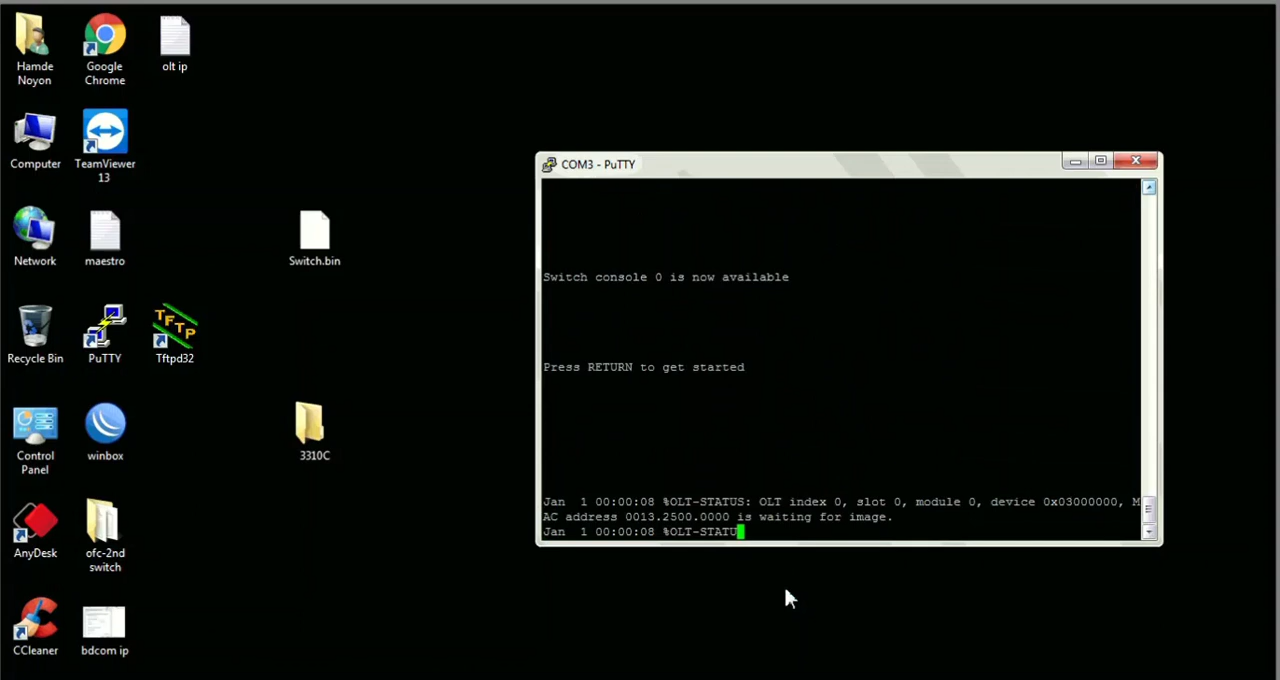 Hamde
Noyon
Google
Chrome
olt ip
Computer
TeamViewer
13
Network
maestro
Switch.bin
Recycle Bin
PuTTY
TFTP
Tftpd32
Control
Panel
winbox
3310C
AnyDesk
ofc-2nd
switch
CCleaner
bdcom ip
COM3 - PuTTY
Switch console 0 is now available
Press RETURN to get started
Jan  1 00:00:08 %OLT-STATUS: OLT index 0, slot 0, module 0, device 0x03000000, M
AC address 0013.2500.0000 is waiting for image.
Jan  1 00:00:08 %OLT-STATU